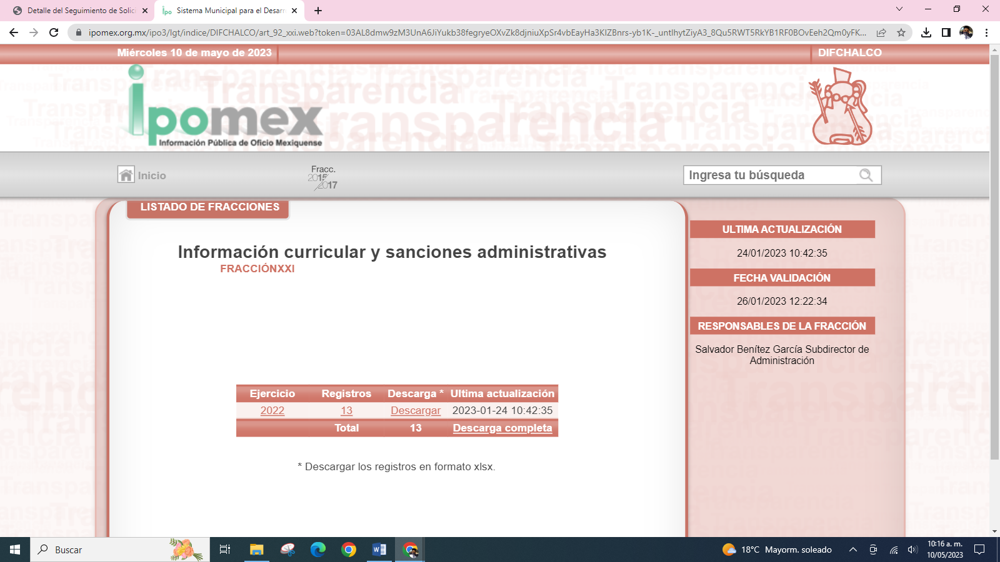 Detalle del Seguimiento de Solici
Sistema Municipal para el Desarr
ipomex.org.mx/ipo3/lgt/indice/DIFCHALCO/art_92_xxi.web?token=03AL8dmw9zM3UnA6JiYukb38fegryeOXvZk8djniuXpSr4vbEayHa3KIZBnrs-yb1K-_untlhytZiyA3_8Qu5RWT5RkYB1RF0BOvEeh2Qm0yFK...
Miércoles 10 de mayo de 2023
DIFCHALCO
Transparencia
ipomex
Información Pública de Oficio Mexiquense
Inicio
Fracc.
2015
2017
Ingresa tu búsqueda
LISTADO DE FRACCIONES
Información curricular y sanciones administrativas
FRACCIÓNXXI
ULTIMA ACTUALIZACIÓN
24/01/2023 10:42:35
FECHA VALIDACIÓN
26/01/2023 12:22:34
RESPONSABLES DE LA FRACCIÓN
Salvador Benítez García Subdirector de
Administración
Ejercicio Registros Descarga * Ultima actualización
2022 13 Descargar 2023-01-24 10:42:35
Total 13 Descarga completa
* Descargar los registros en formato xlsx.
Buscar
18°C Mayorm. soleado
10:16 a. m.
10/05/2023